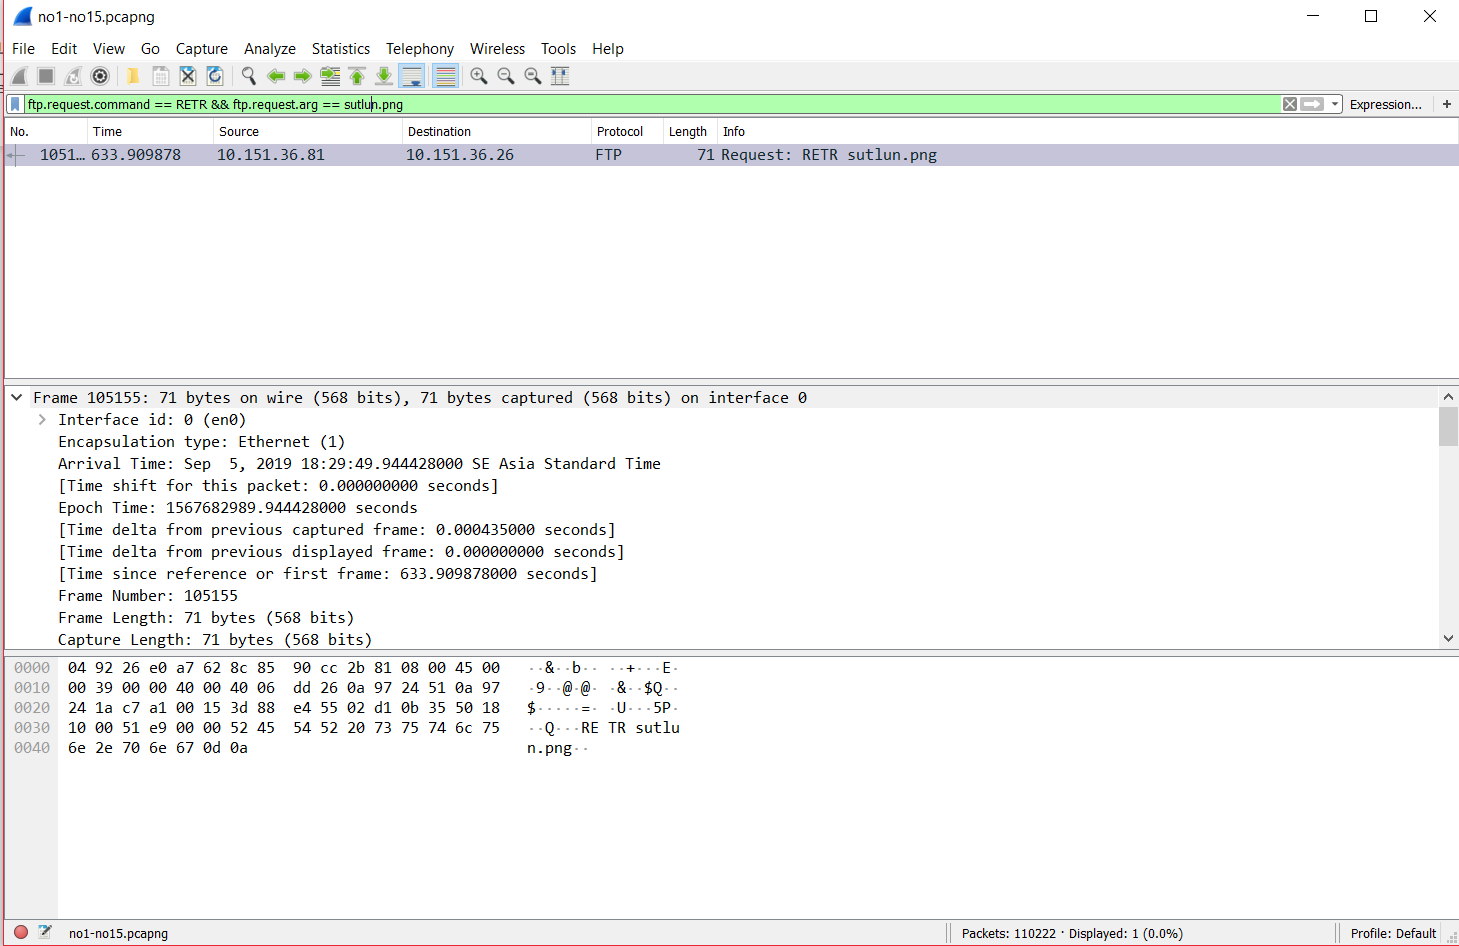 no1-no15.pcapng
File Edit View Go Capture Analyze Statistics Telephony Wireless Tools Help
ftp.request.command == RETR && ftp.request.arg == sutlun.png Expression... +
No. Time Source Destination Protocol Length Info
1051... 633.909878 10.151.36.81 10.151.36.26 FTP 71 Request: RETR sutlun.png
Frame 105155: 71 bytes on wire (568 bits), 71 bytes captured (568 bits) on interface 0
Interface id: 0 (en0)
Encapsulation type: Ethernet (1)
Arrival Time: Sep  5, 2019 18:29:49.944428000 SE Asia Standard Time
[Time shift for this packet: 0.000000000 seconds]
Epoch Time: 1567682989.944428000 seconds
[Time delta from previous captured frame: 0.000435000 seconds]
[Time delta from previous displayed frame: 0.000000000 seconds]
[Time since reference or first frame: 633.909878000 seconds]
Frame Number: 105155
Frame Length: 71 bytes (568 bits)
Capture Length: 71 bytes (568 bits)
0000 04 92 26 e0 a7 62 8c 85 90 cc 2b 81 08 00 45 00 ··&··b·· ··+···E·
0010 00 39 00 00 40 00 40 06 dd 26 0a 97 24 51 0a 97 ·9··@·@· ·&··$Q··
0020 24 1a c7 a1 00 15 3d 88 e4 55 02 d1 0b 35 50 18 $·····=· ·U···5P·
0030 10 00 51 e9 00 00 52 45 54 52 20 73 75 74 6c 75 ··Q···RE TR sutlu
0040 6e 2e 70 6e 67 0d 0a n.png··
no1-no15.pcapng Packets: 110222 · Displayed: 1 (0.0%) Profile: Default